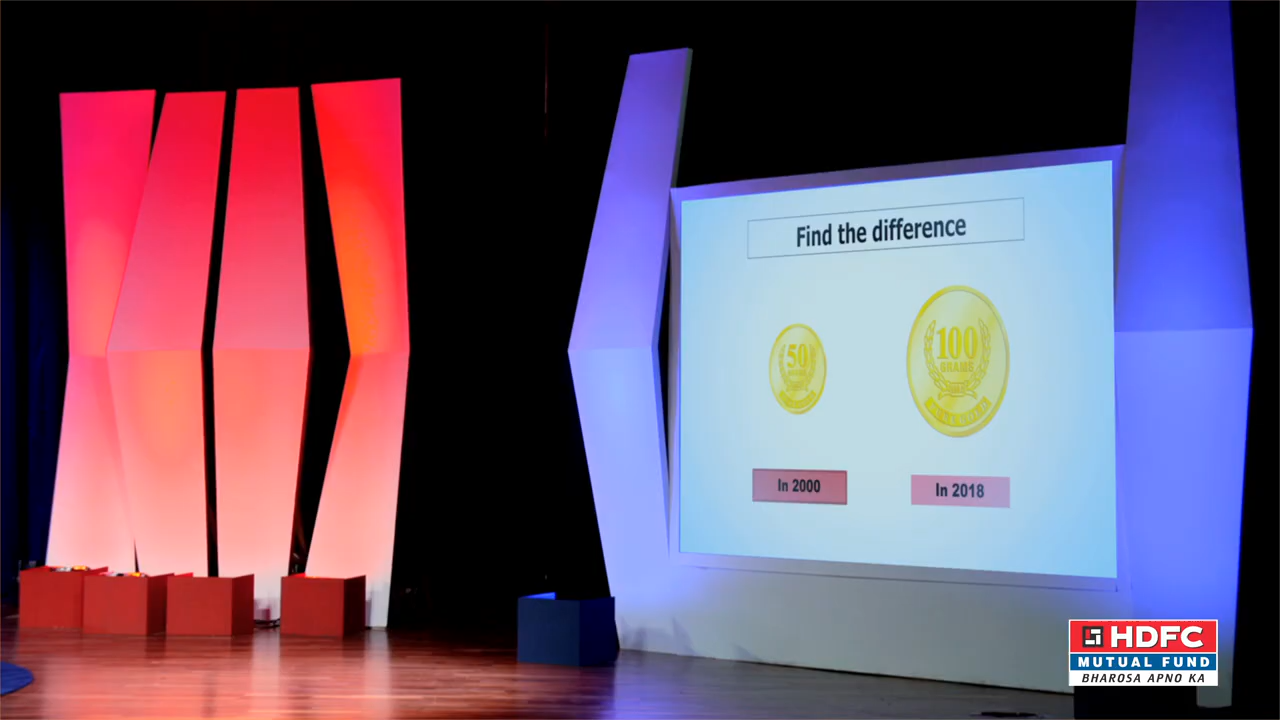 Find the difference
50
100
GRAMS
In 2000
In 2018
HDFC
MUTUAL FUND
BHAROSA APNO KA